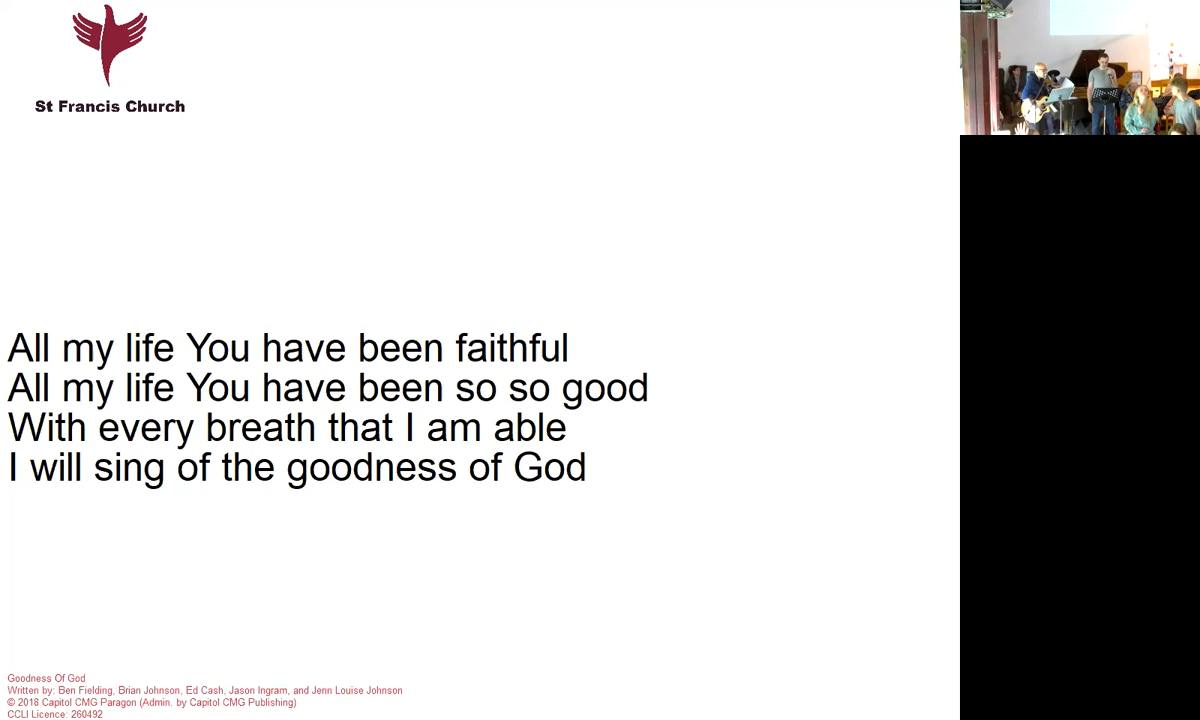 St Francis Church
All my life You have been faithful
All my life You have been so so good
With every breath that I am able
I will sing of the goodness of God
Goodness Of God
Written by: Ben Fielding, Brian Johnson, Ed Cash, Jason Ingram, and Jenn Louise Johnson
© 2018 Capitol CMG Paragon (Admin. by Capitol CMG Publishing)
CCLI Licence: 260492